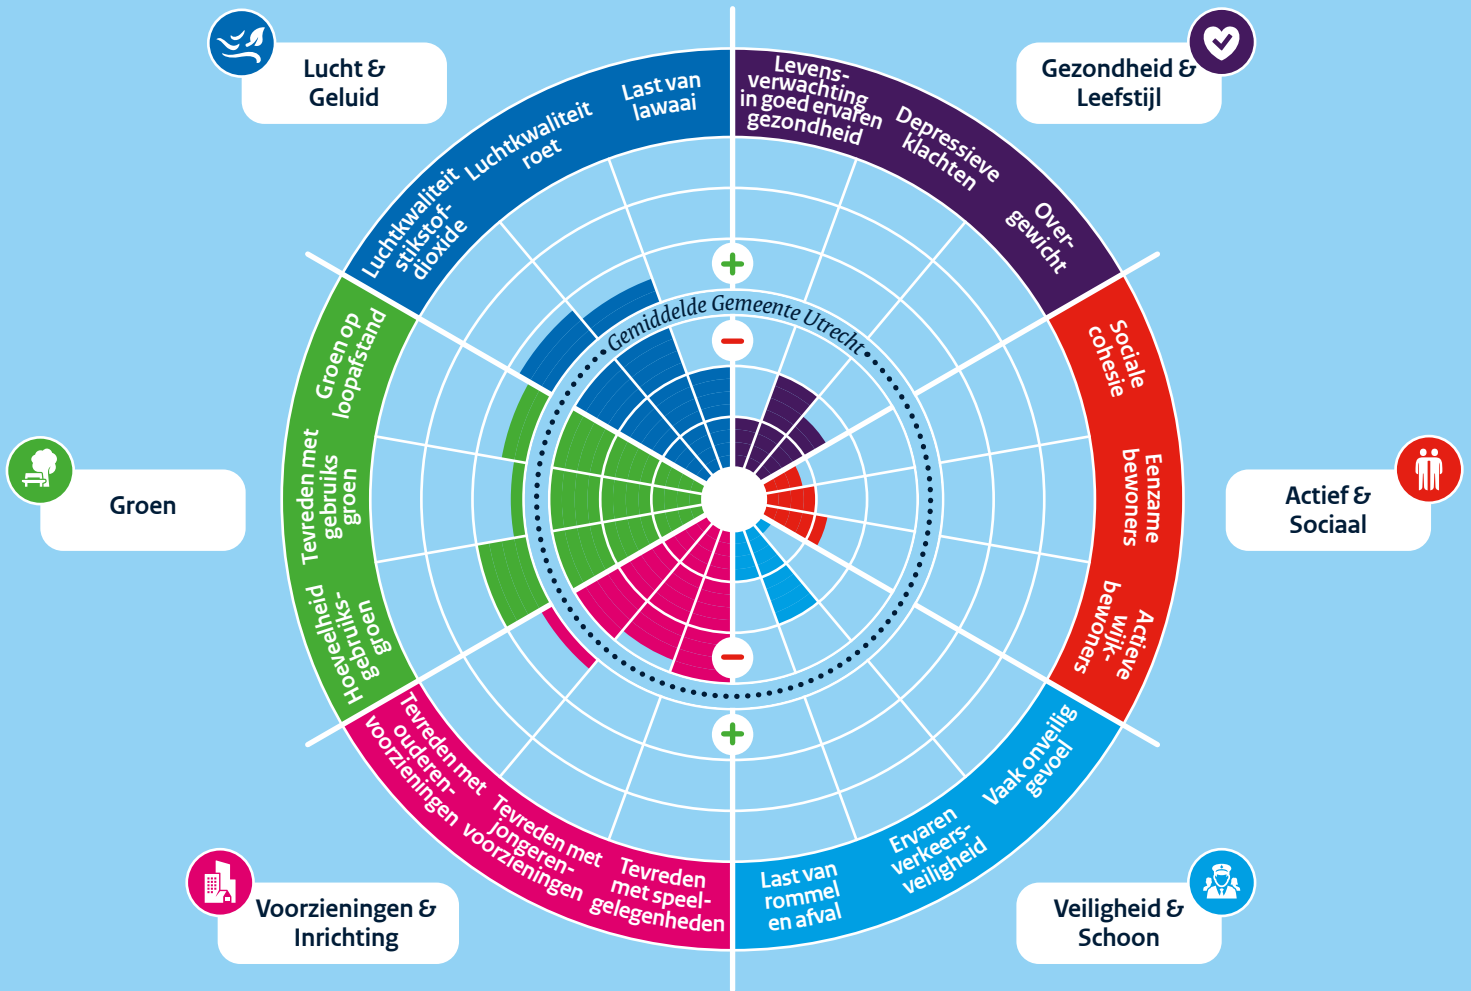 Lucht &
Geluid
Gezondheid &
Leefstijl
Last van
lawaai
Luchtkwaliteit
roet
Luchtkwaliteit
stikstof-
dioxide
Levens-
verwachting
in goed ervaren
gezondheid
Depressieve
klachten
Over-
gewicht
Gemiddelde Gemeente Utrecht
Groen op
loopafstand
Tevreden met
gebruiks
groen
Hoeveelheid
gebruiks-
groen
Groen
Sociale
cohesie
Eenzame
bewoners
Actieve
wijk-
bewoners
Actief &
Sociaal
Tevreden met
ouderen-
voorzieningen
Tevreden met
jongeren-
voorzieningen
Tevreden
met speel-
gelegenheden
Vaak onveilig
gevoel
Ervaren
verkeers-
veiligheid
Last van
rommel
en afval
Voorzieningen &
Inrichting
Veiligheid &
Schoon